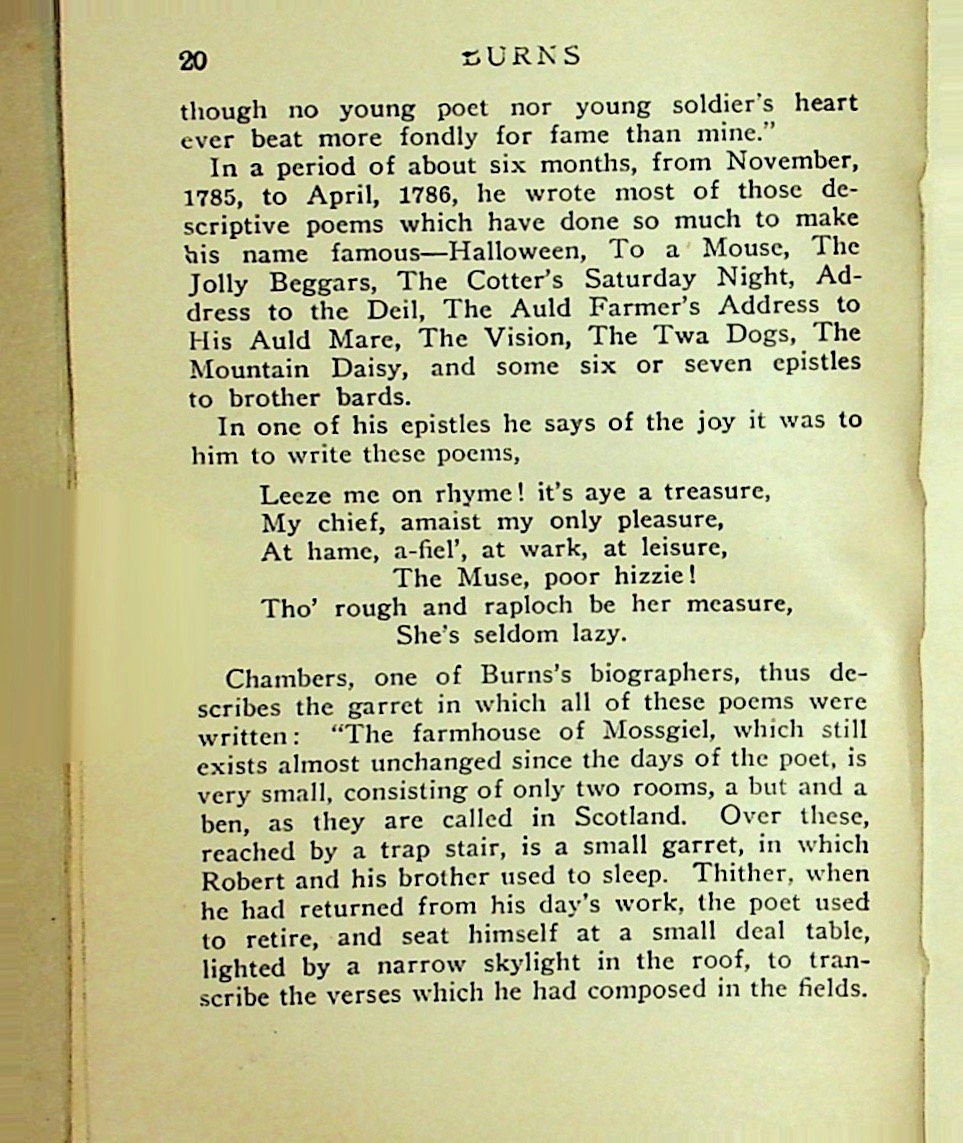 20 BURNS
though no young poet nor young soldier's heart
ever beat more fondly for fame than mine."
In a period of about six months, from November,
1785, to April, 1786, he wrote most of those de-
scriptive poems which have done so much to make
his name famous—Halloween, To a Mouse, The
Jolly Beggars, The Cotter's Saturday Night, Ad-
dress to the Deil, The Auld Farmer's Address to
His Auld Mare, The Vision, The Twa Dogs, The
Mountain Daisy, and some six or seven epistles
to brother bards.
In one of his epistles he says of the joy it was to
him to write these poems,
Leeze me on rhyme! it's aye a treasure,
My chief, amaist my only pleasure,
At hame, a-fiel', at wark, at leisure,
The Muse, poor hizzie!
Tho' rough and raploch be her measure,
She's seldom lazy.
Chambers, one of Burns's biographers, thus de-
scribes the garret in which all of these poems were
written: "The farmhouse of Mossgiel, which still
exists almost unchanged since the days of the poet, is
very small, consisting of only two rooms, a but and a
ben, as they are called in Scotland. Over these,
reached by a trap stair, is a small garret, in which
Robert and his brother used to sleep. Thither, when
he had returned from his day's work, the poet used
to retire, and seat himself at a small deal table,
lighted by a narrow skylight in the roof, to tran-
scribe the verses which he had composed in the fields.